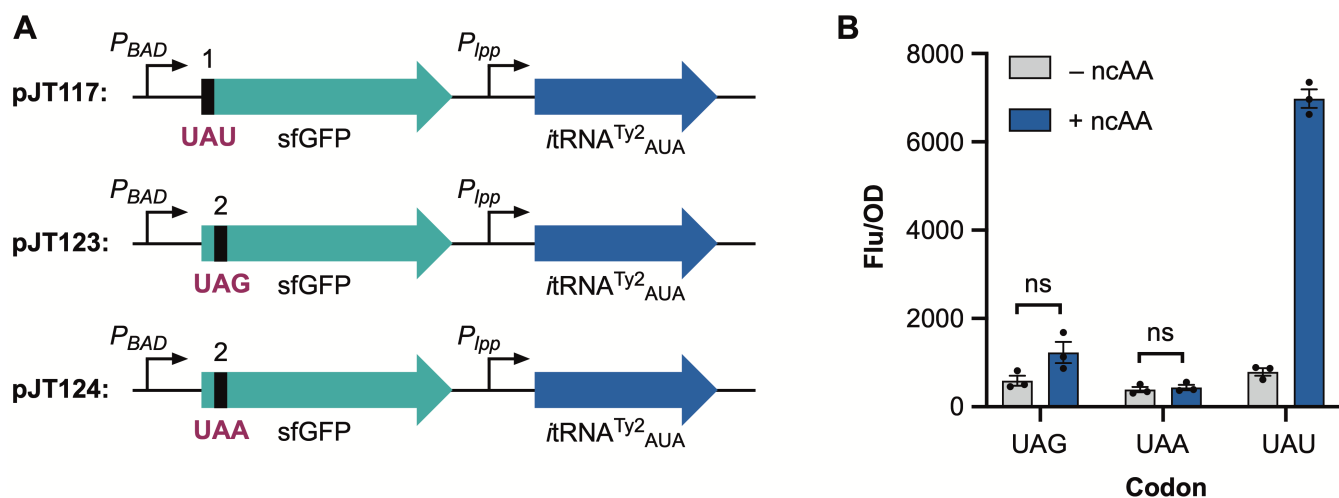 A
pJT117:
P_BAD
1
P_lpp
UAU
sfGFP
itRNA^Ty2_AUA
pJT123:
P_BAD
2
P_lpp
UAG
sfGFP
itRNA^Ty2_AUA
pJT124:
P_BAD
2
P_lpp
UAA
sfGFP
itRNA^Ty2_AUA
B
8000
6000
4000
2000
0
Flu/OD
– ncAA
+ ncAA
ns
ns
UAG
UAA
UAU
Codon